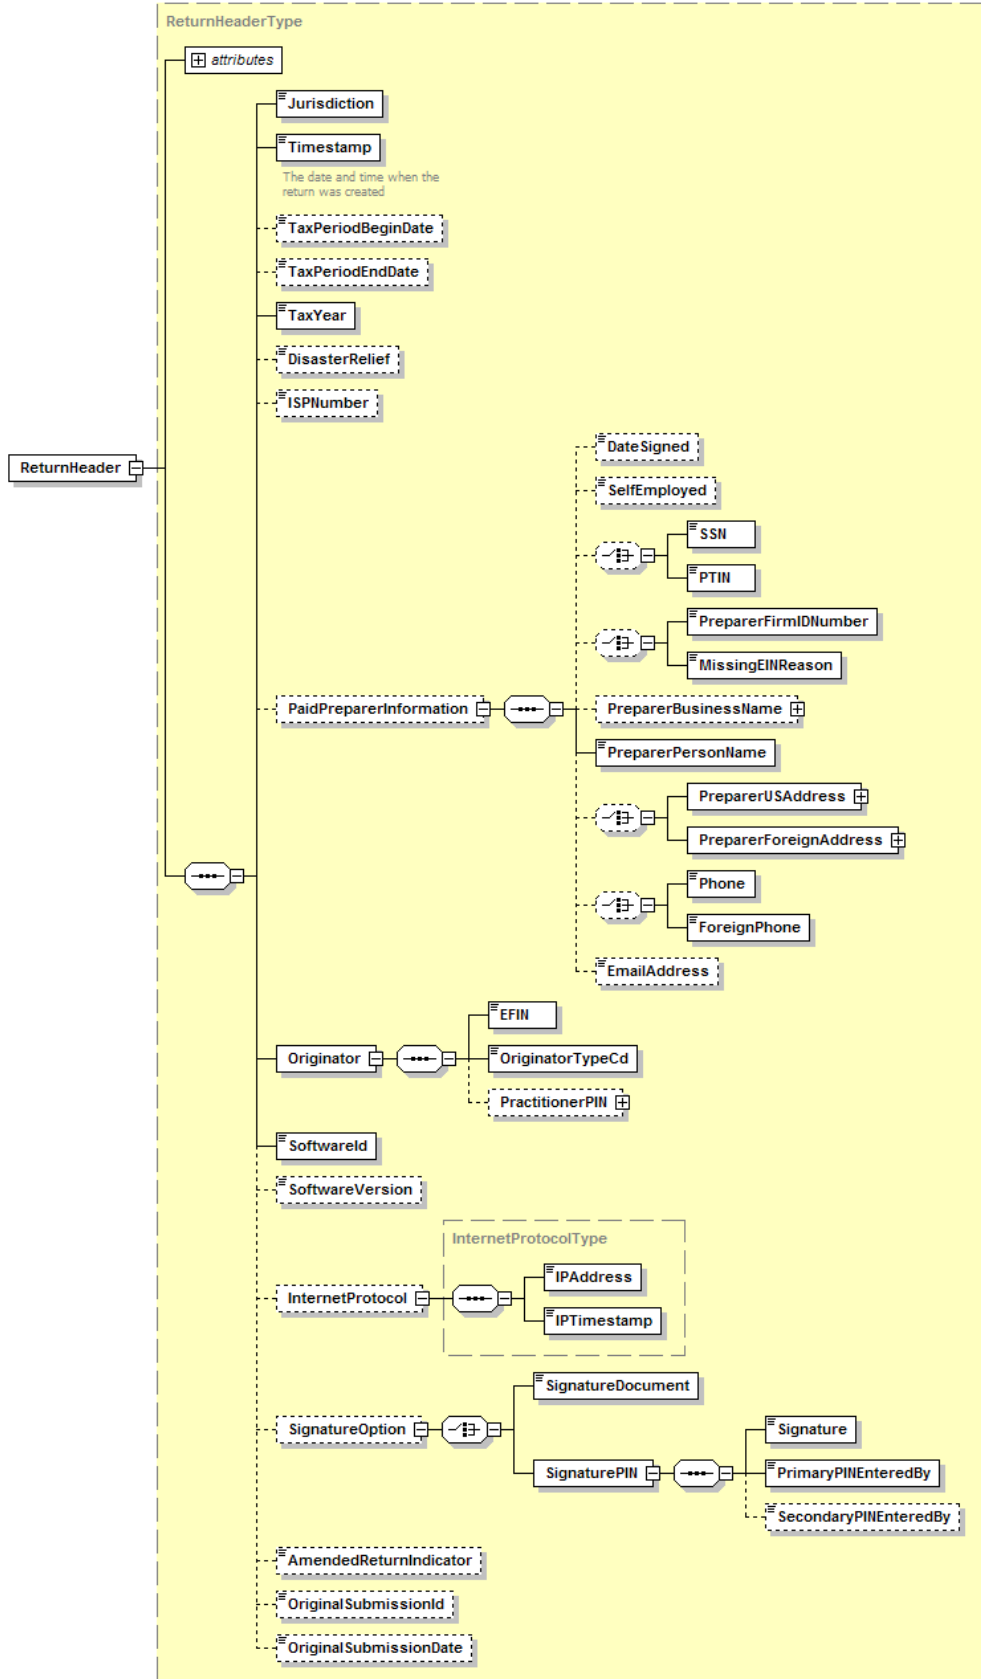 ReturnHeaderType
attributes
Jurisdiction
Timestamp
The date and time when the
return was created
TaxPeriodBeginDate
TaxPeriodEndDate
TaxYear
DisasterRelief
ISPNumber
ReturnHeader
DateSigned
SelfEmployed
SSN
PTIN
PreparerFirmIDNumber
MissingEINReason
PaidPreparerInformation
PreparerBusinessName
PreparerPersonName
PreparerUSAddress
PreparerForeignAddress
Phone
ForeignPhone
EmailAddress
EFIN
Originator
OriginatorTypeCd
PractitionerPIN
SoftwareId
SoftwareVersion
InternetProtocolType
IPAddress
InternetProtocol
IPTimestamp
SignatureDocument
SignatureOption
Signature
SignaturePIN
PrimaryPINEnteredBy
SecondaryPINEnteredBy
AmendedReturnIndicator
OriginalSubmissionId
OriginalSubmissionDate